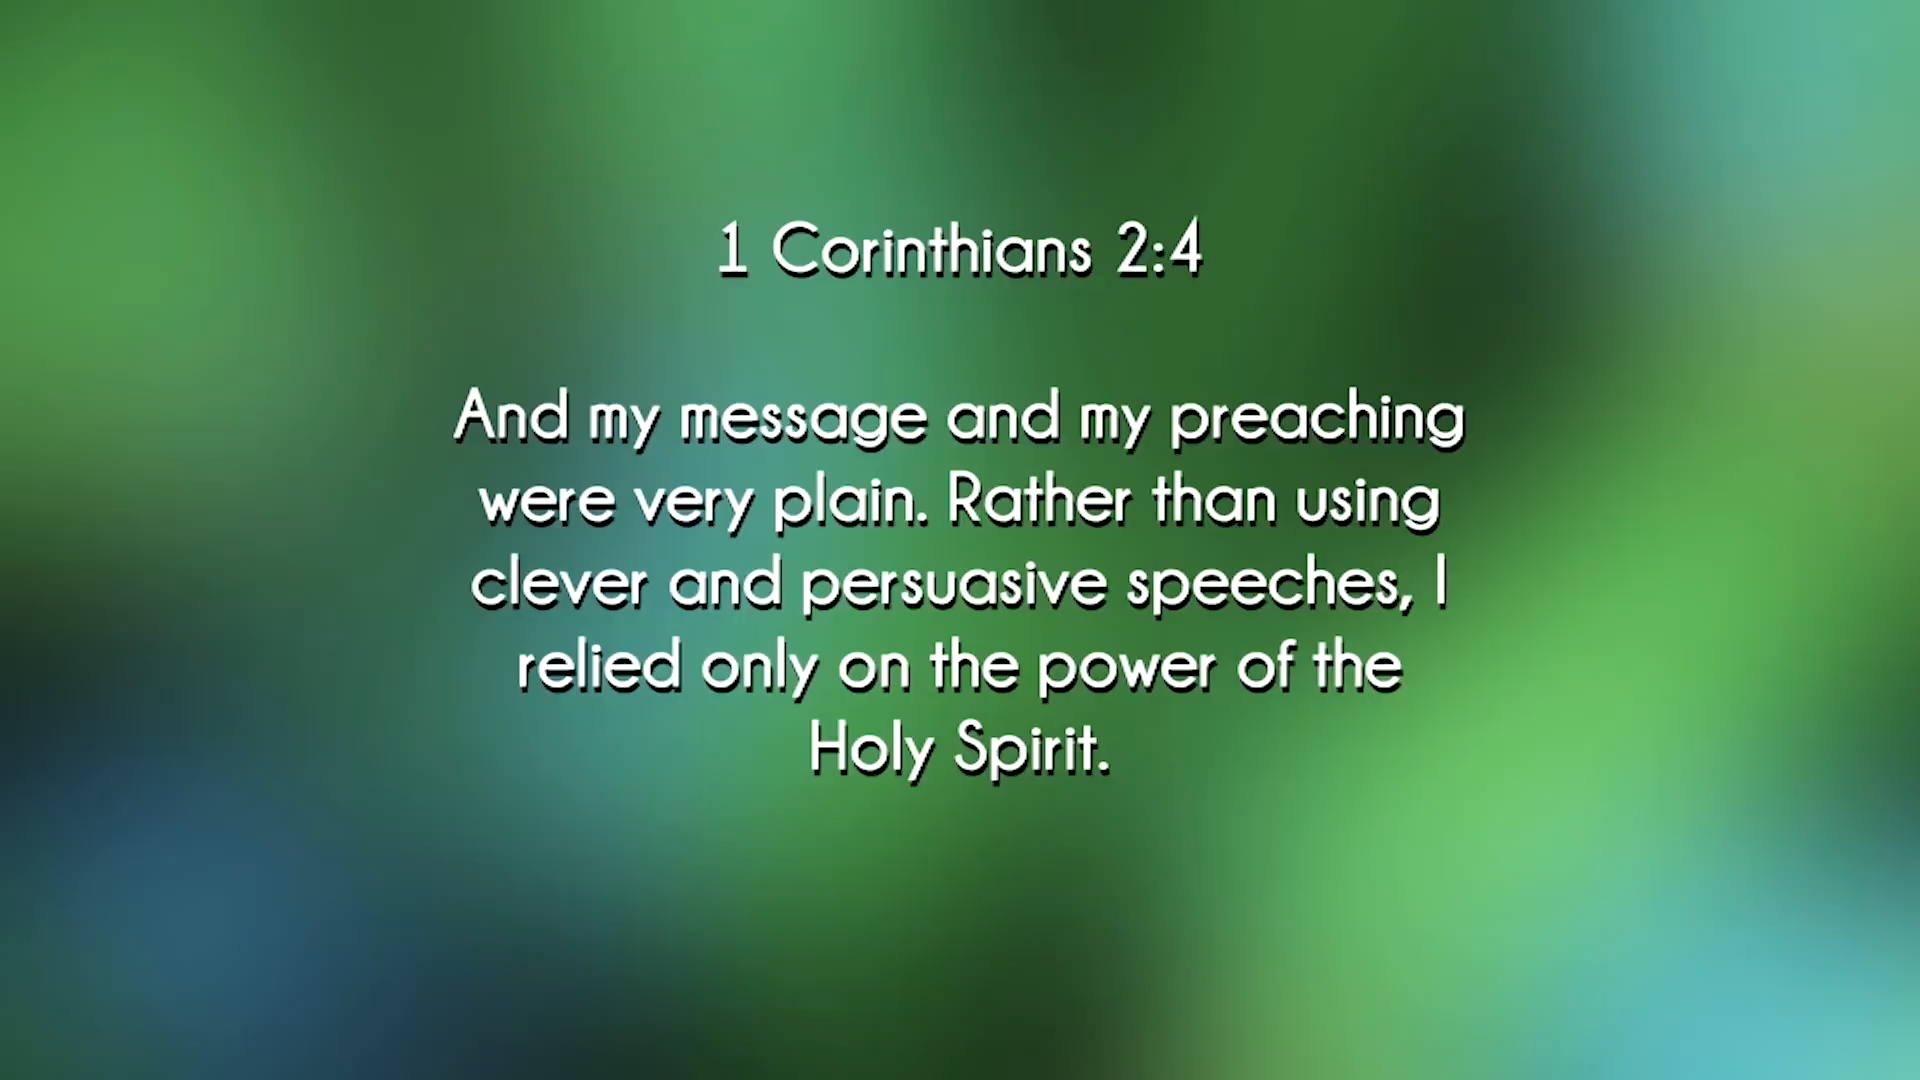 1 Corinthians 2:4
And my message and my preaching
were very plain. Rather than using
clever and persuasive speeches, I
relied only on the power of the
Holy Spirit.